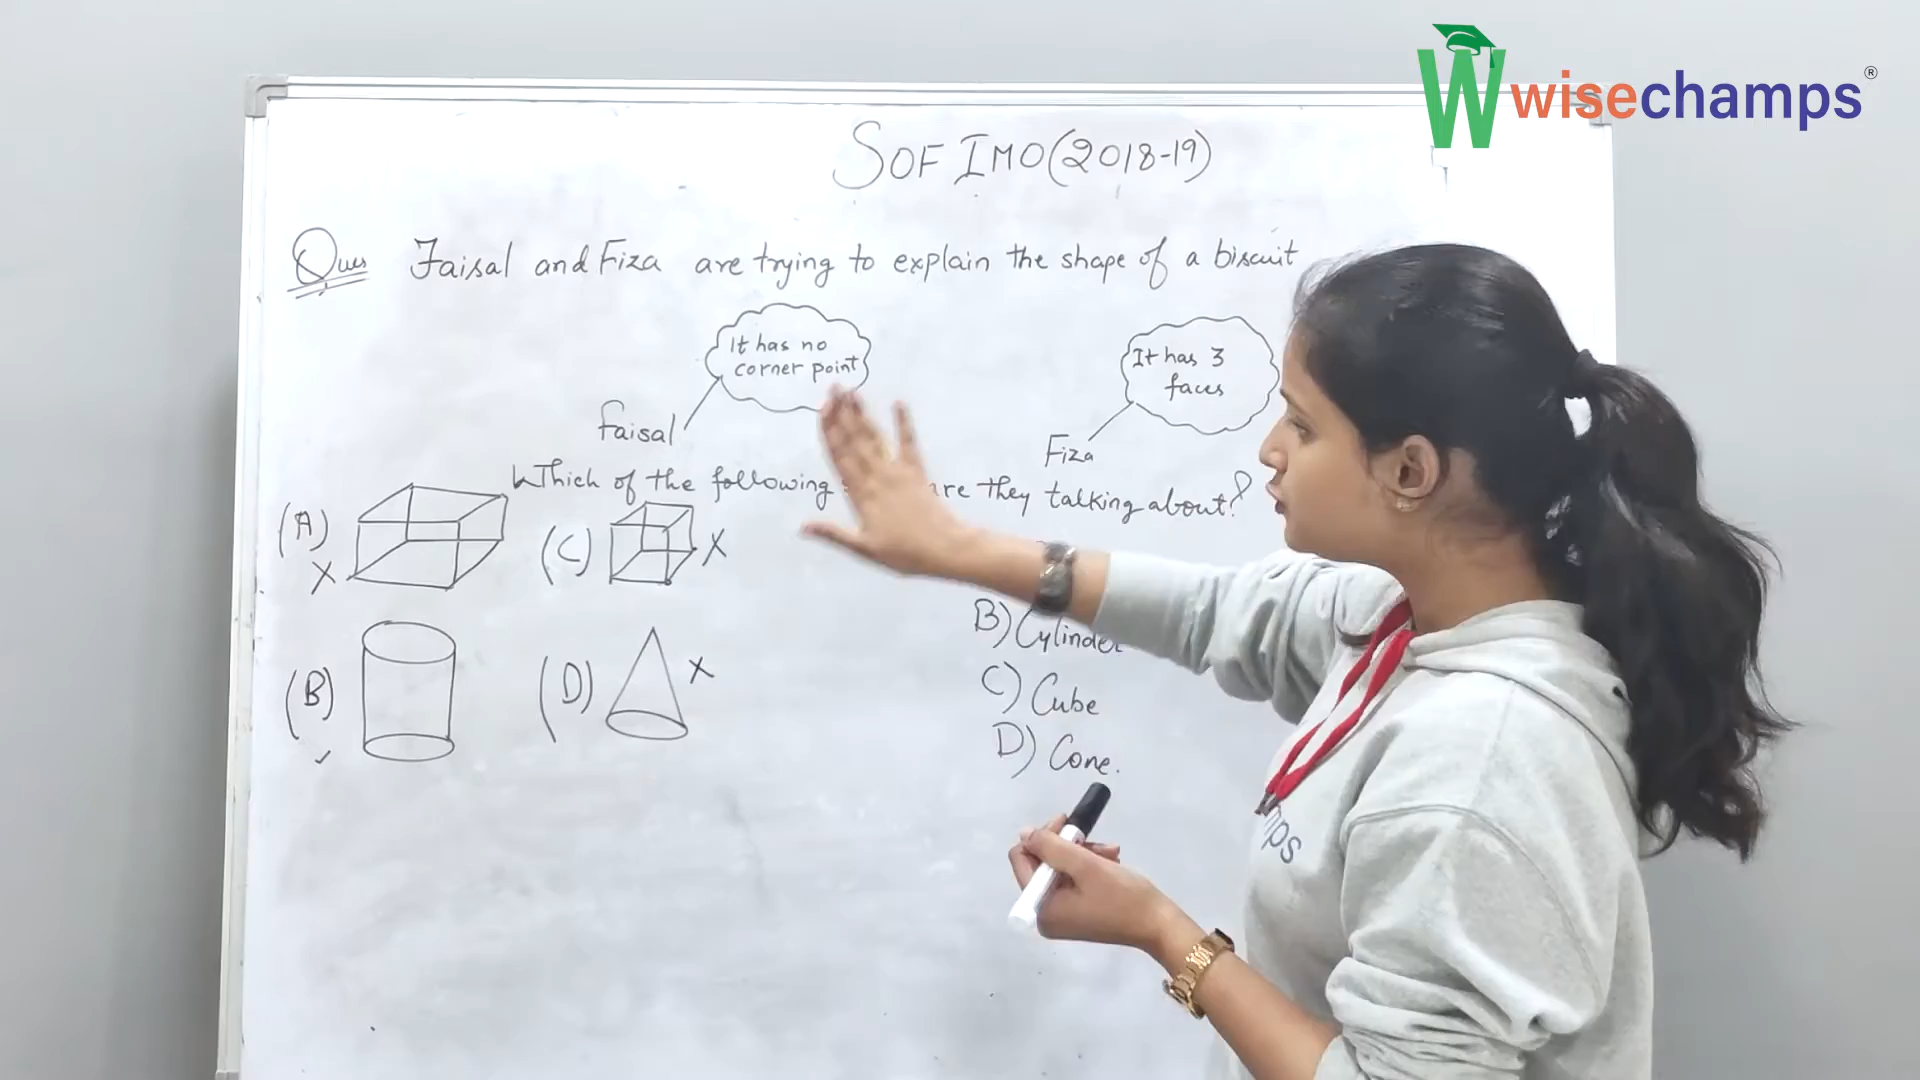 wisechamps®
SOF IMO(2018-19)
Ques Faisal and Fiza are trying to explain the shape of a biscuit
It has no
corner point
It has 3
faces
Faisal
Fiza
Which of the following are they talking about?
(A)
X
(C)
X
(B)
✓
(D)
X
B) Cylinder
C) Cube
D) Cone.
mps